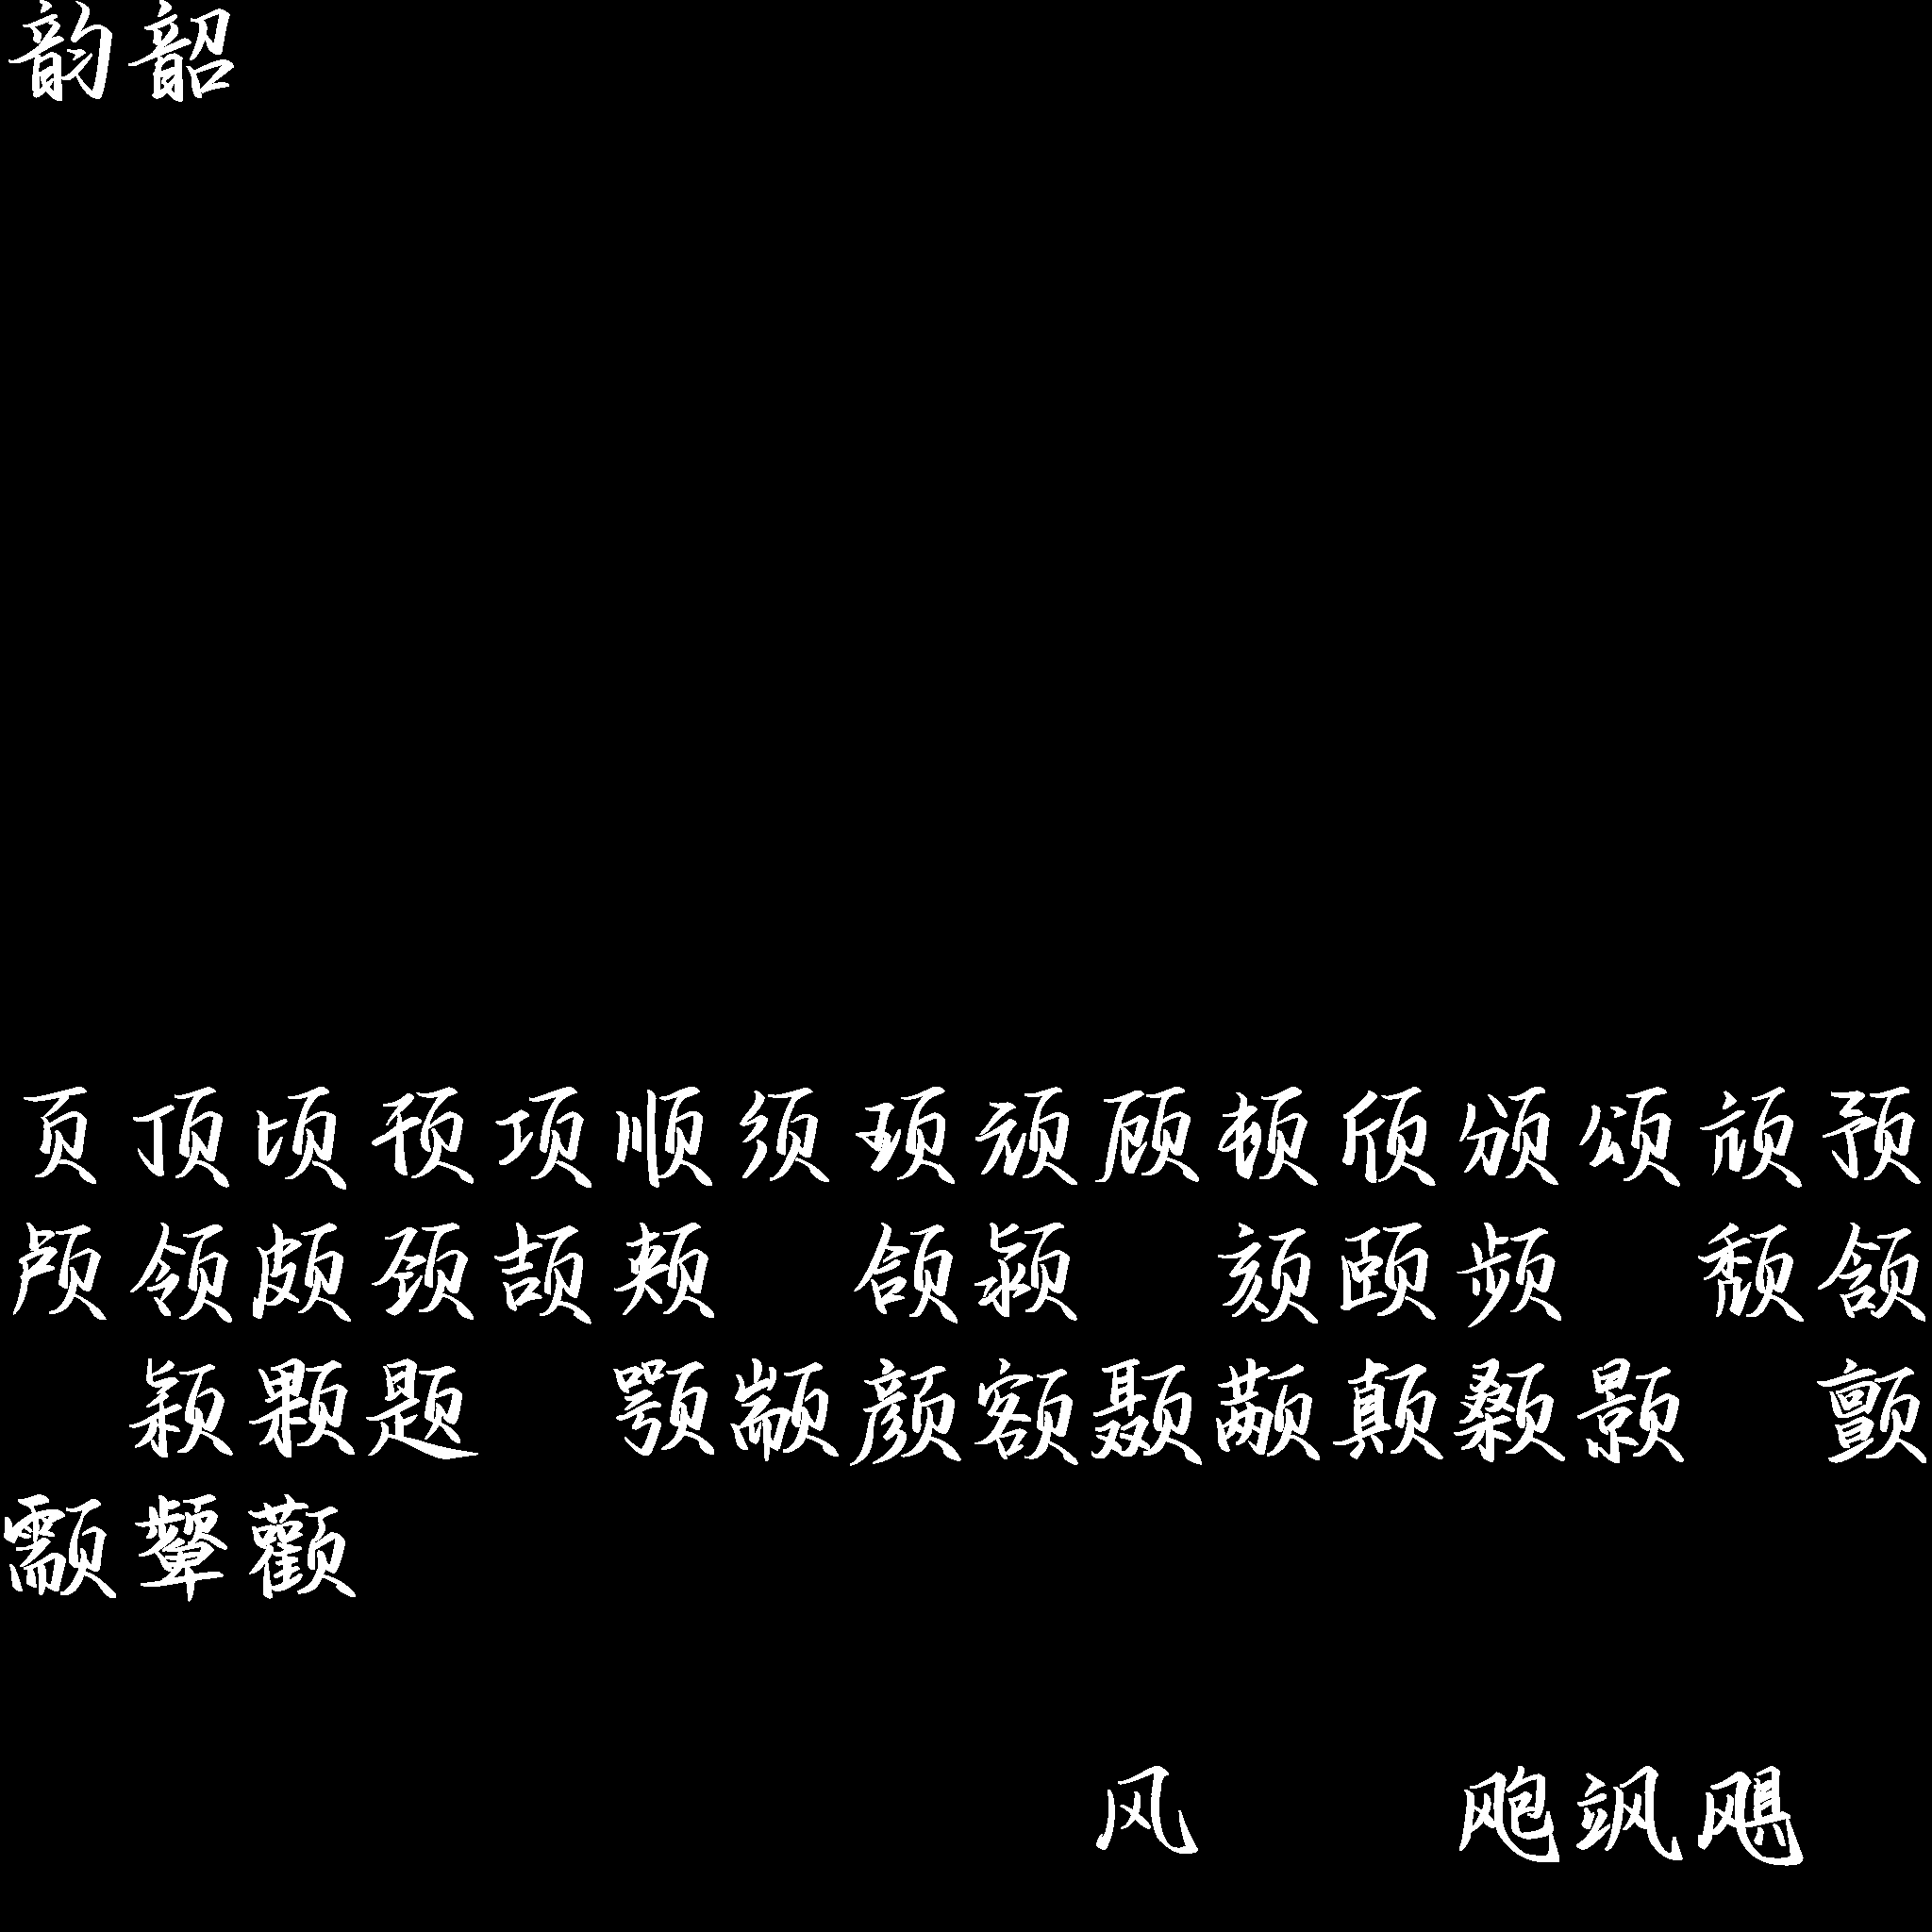 韵韶
页顶顷顸项顺须顼顽顾顿颀颁颂颃预
颅领颇颈颉颊 颌颍 颏颐频 颓颔
颖颗题 颚颛颜额颞颟颠颡颢 颤
颥颦颧
风 飑飒飓